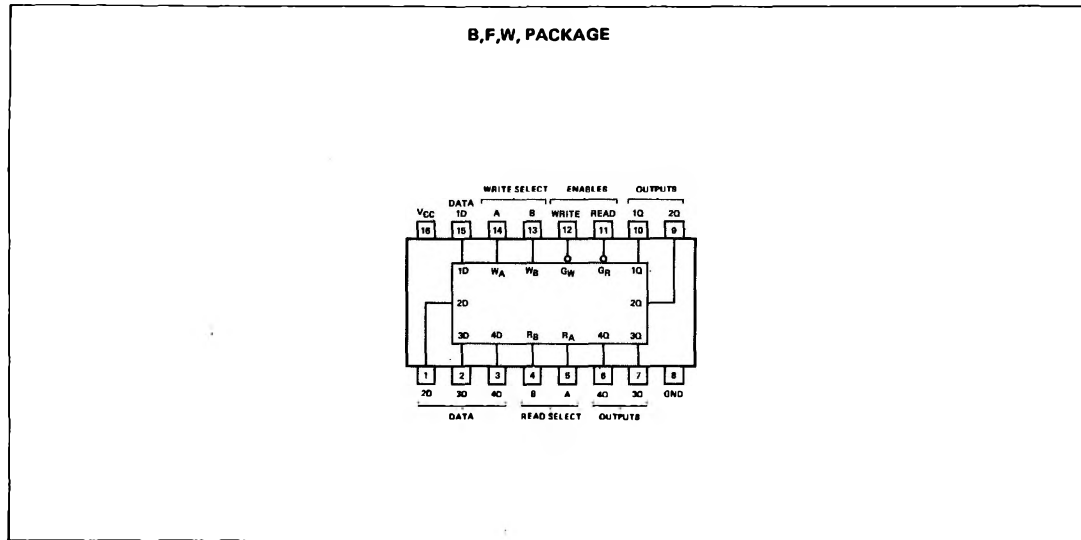 B,F,W, PACKAGE
WRITE SELECT ENABLES OUTPUTS
DATA
VCC 1D A B WRITE READ 1Q 2Q
16 15 14 13 12 11 10 9
1D WA WB GW GR 1Q
2D 2Q
3D 4D RB RA 4Q 3Q
1 2 3 4 5 6 7 8
2D 3D 4D B A 4Q 3Q GND
DATA READ SELECT OUTPUTS